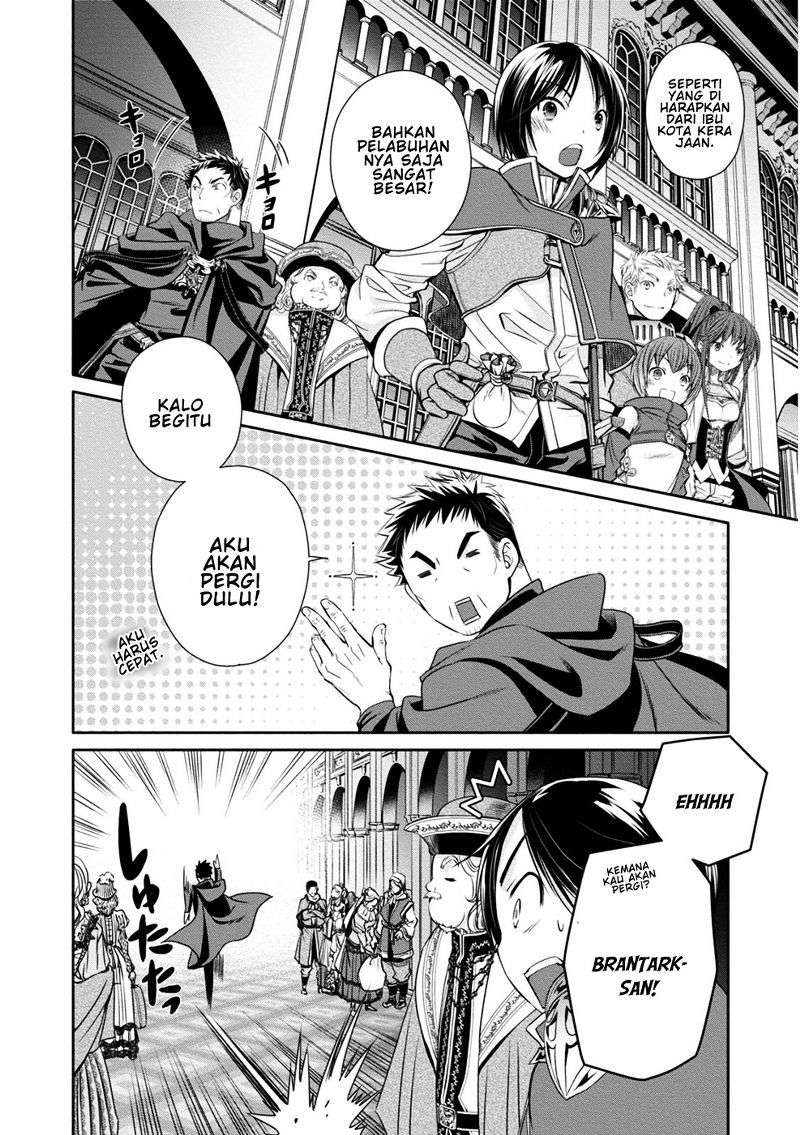 SEPERTI
YANG DI
HARAPKAN
DARI IBU
KOTA KERA
JAAN.
BAHKAN
PELABUHAN
NYA SAJA
SANGAT
BESAR!
キョロ
キョロ
KALO
BEGITU
AKU
AKAN
PERGI
DULU!
AKU
HARUS
CEPAT.
EHHHH
KEMANA
KAU AKAN
PERGI?
BRANTARK-
SAN!
しゅたたたっ